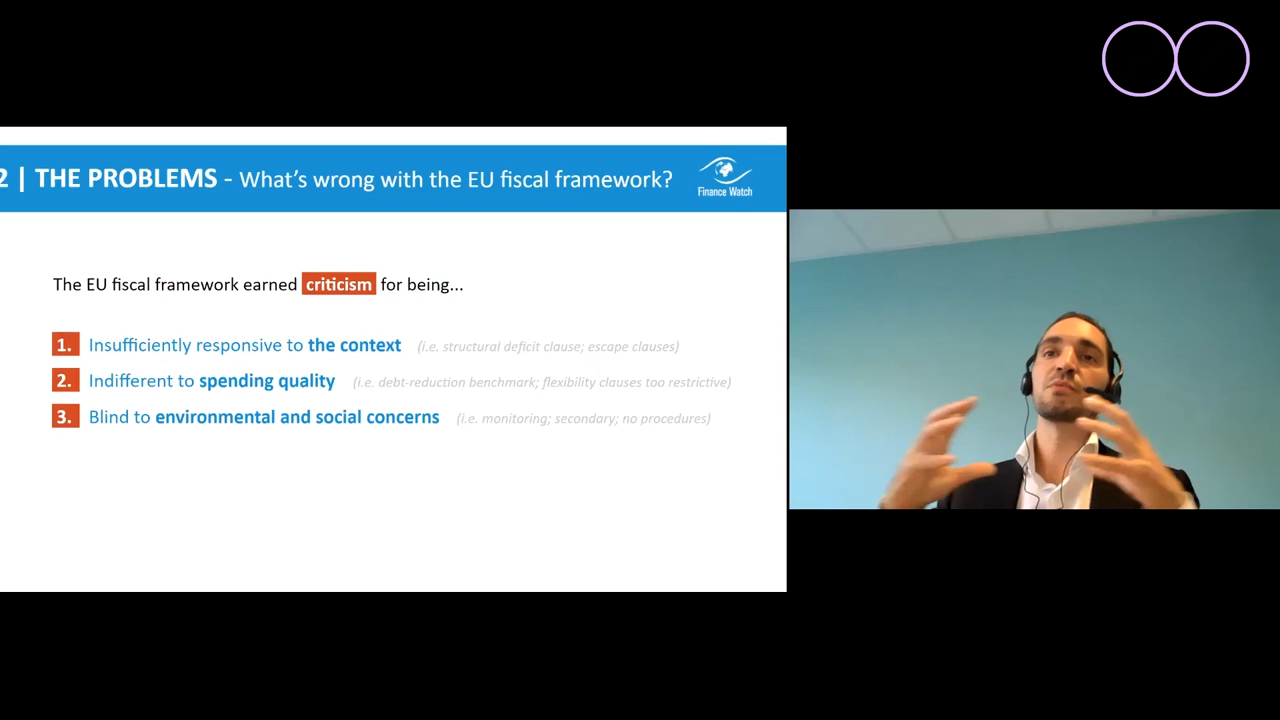 2 | THE PROBLEMS - What's wrong with the EU fiscal framework?
Finance Watch
The EU fiscal framework earned criticism for being...
1. Insufficiently responsive to the context (i.e. structural deficit clause; escape clauses)
2. Indifferent to spending quality (i.e. debt-reduction benchmark; flexibility clauses too restrictive)
3. Blind to environmental and social concerns (i.e. monitoring; secondary; no procedures)